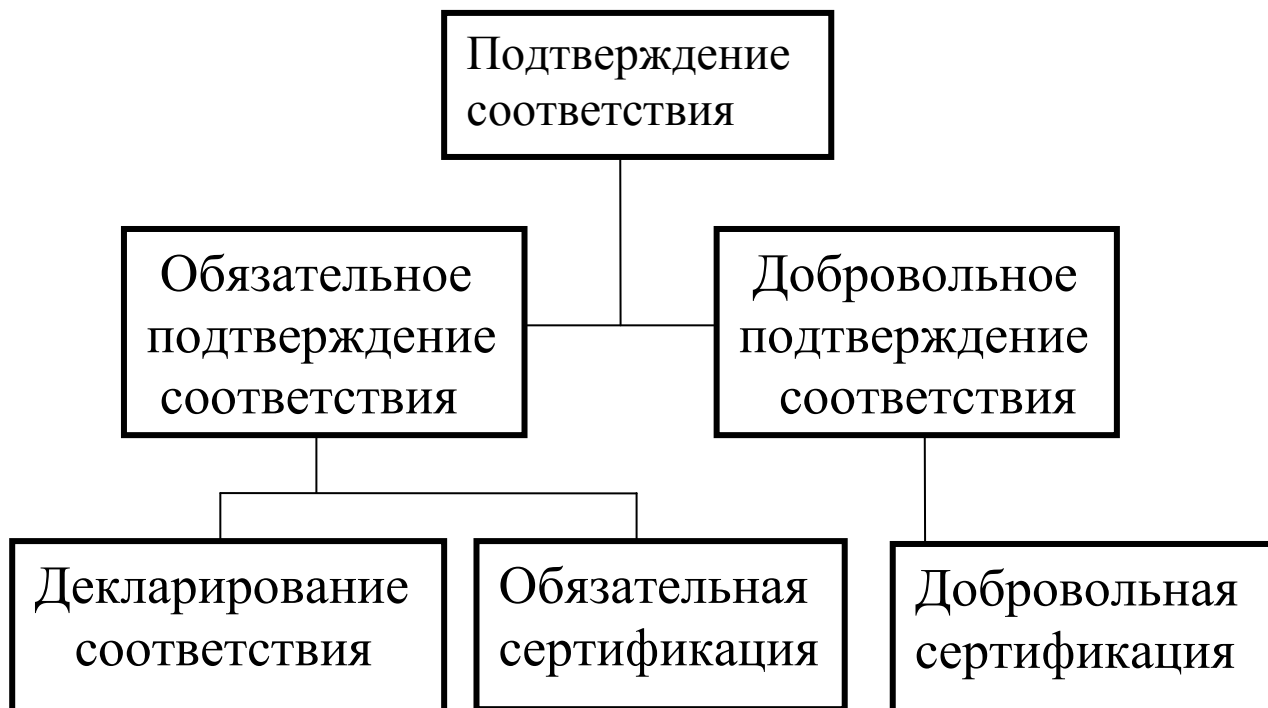 Подтверждение
соответствия
Обязательное
подтверждение
соответствия
Добровольное
подтверждение
соответствия
Декларирование
соответствия
Обязательная
сертификация
Добровольная
сертификация